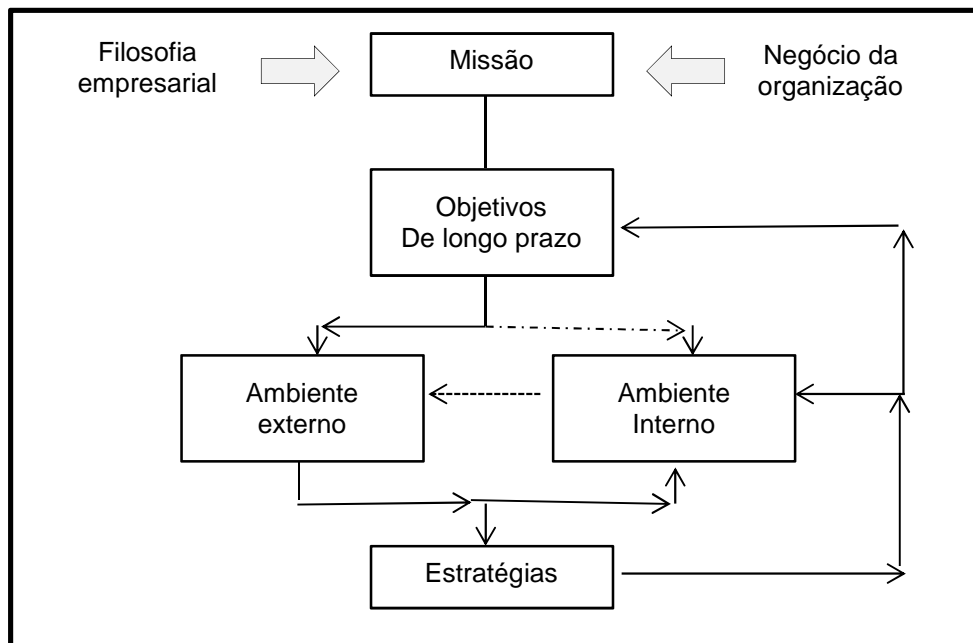 Filosofia
empresarial
Missão
Negócio da
organização
Objetivos
De longo prazo
Ambiente
externo
Ambiente
Interno
Estratégias